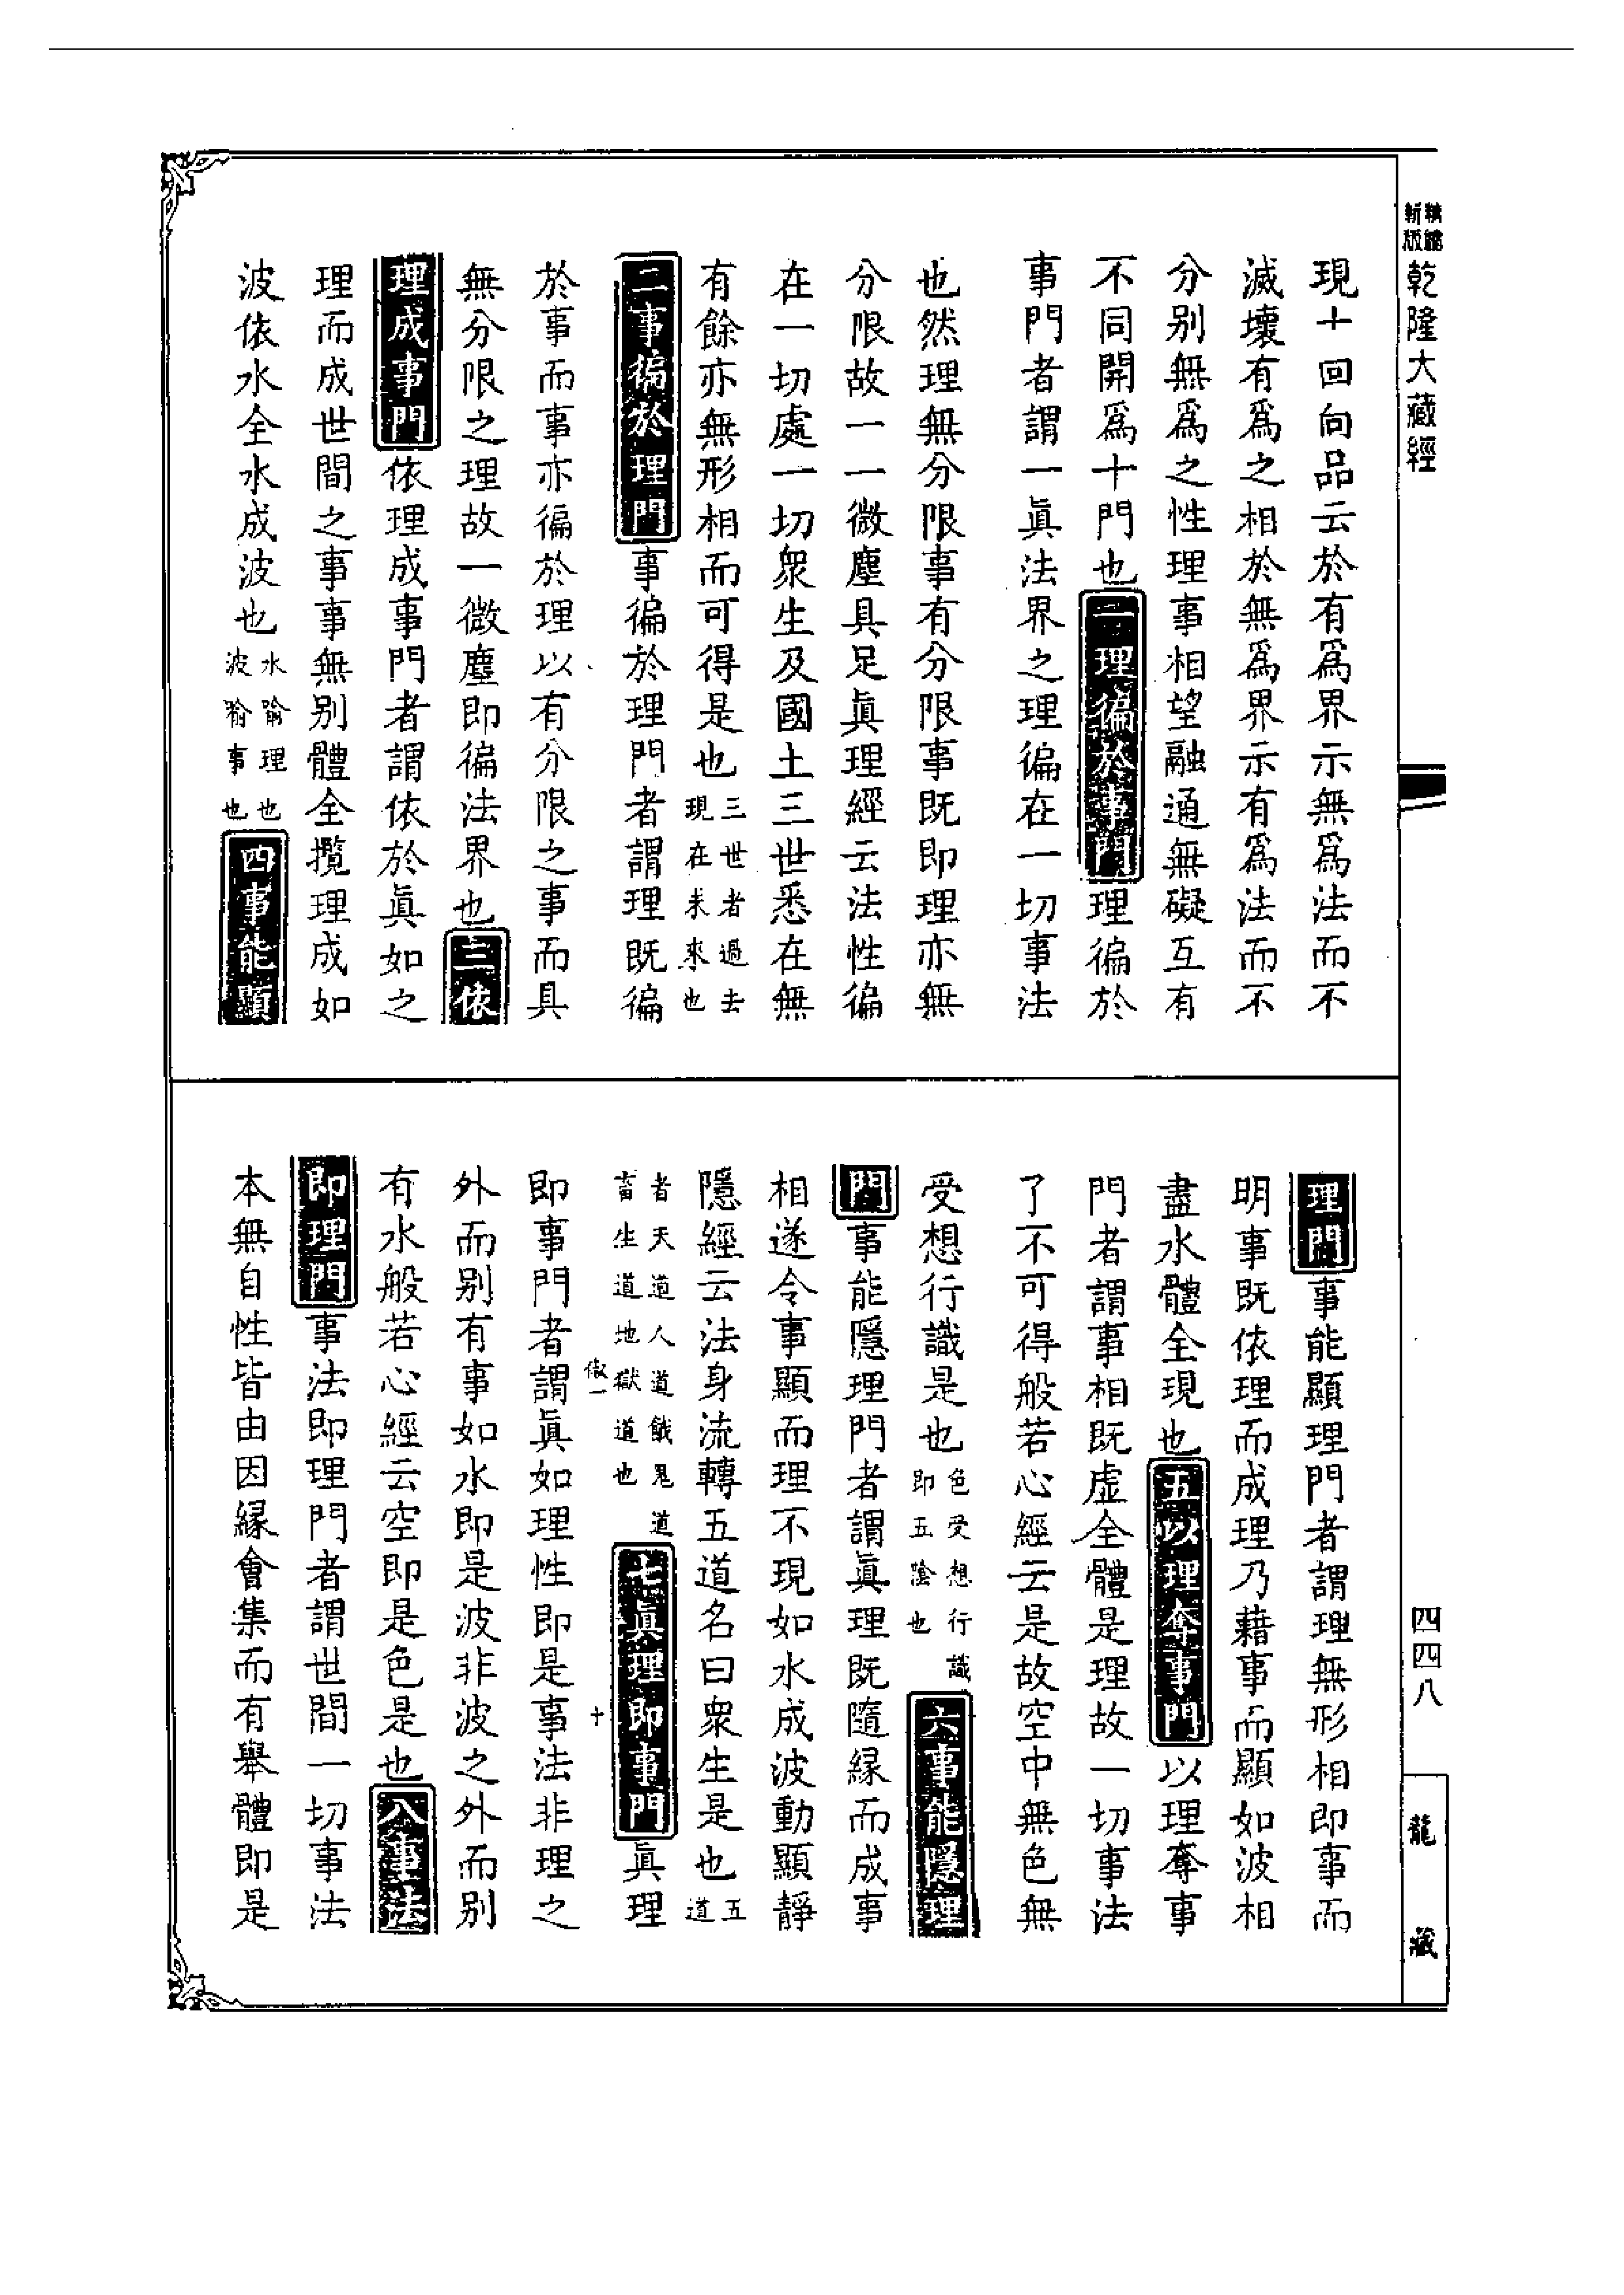 精縮
新版
乾隆大藏經
四四八
龍藏
現十回向品云於有爲界示無爲法而不
滅壞有爲之相於無爲界示有爲法而不
分別無爲之性理事相望融通無礙互有
不同開爲十門也
理徧於事門
理徧於
事門者謂一眞法界之理徧在一切事法
也然理無分限事有分限事既即理亦無
分限故一一微塵具足眞理經云法性徧
在一切處一切衆生及國土三世悉在無
有餘亦無形相而可得是也三世者過去
現在未來也
二事徧於理門事徧於理門者謂理既徧
於事而事亦徧於理以有分限之事而具
無分限之理故一微塵即徧法界也三依
理成事門依理成事門者謂依於眞如之
理而成世間之事事無別體全攬理成如
波依水全水成波也水喻理也
波喻事也四事能顯
理門事能顯理門者謂理無形相即事而
明事既依理而成理乃藉事而顯如波相
盡水體全現也五以理奪事門以理奪事
門者謂事相既虛全體是理故一切事法
了不可得般若心經云是故空中無色無
受想行識是也色受想行識
即五陰也六事能隱理
門事能隱理門者謂眞理既隨緣而成事
相遂令事顯而理不現如水成波動顯靜
隱經云法身流轉五道名曰衆生是也五
道
者天道人道餓鬼道
畜生道地獄道也七眞理即事門眞理
即事門者謂眞如理性即是事法非理之
外而別有事如水即是波非波之外而別
有水般若心經云空即是色是也八事法
即理門事法即理門者謂世間一切事法
本無自性皆由因緣會集而有舉體即是
十